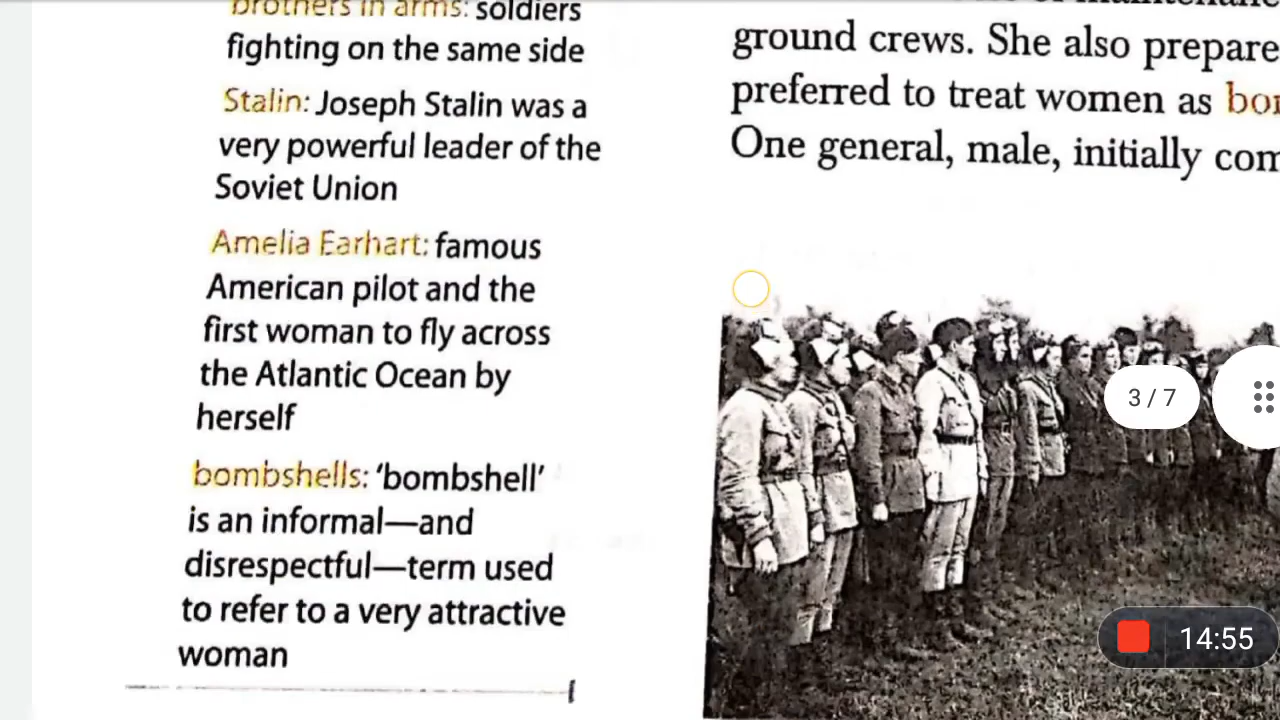 brothers in arms: soldiers
fighting on the same side
Stalin: Joseph Stalin was a
very powerful leader of the
Soviet Union
Amelia Earhart: famous
American pilot and the
first woman to fly across
the Atlantic Ocean by
herself
bombshells: ‘bombshell’
is an informal—and
disrespectful—term used
to refer to a very attractive
woman
ground crews. She also prepare
preferred to treat women as
One general, male, initially com
3 / 7
14:55